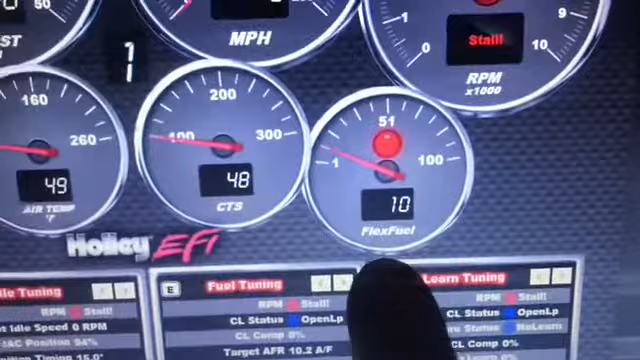 50
MPH
0
1
9
10
Stall!
RPM
x1000
1
160
260
49
AIR TEMP
°F
100
200
300
48
CTS
1
51
100
10
FlexFuel
Holley EFi
Tuning
E
Fuel Tuning
Learn Tuning
RPM Stall!
RPM Stall!
RPM Stall!
Idle Speed 0 RPM
CL Status OpenLp
CL Status OpenLp
IAC Position 94%
CL Comp 0%
Status NoLearn
Timing 15.0°
Target AFR 10.2 A/F
CL Comp 0%